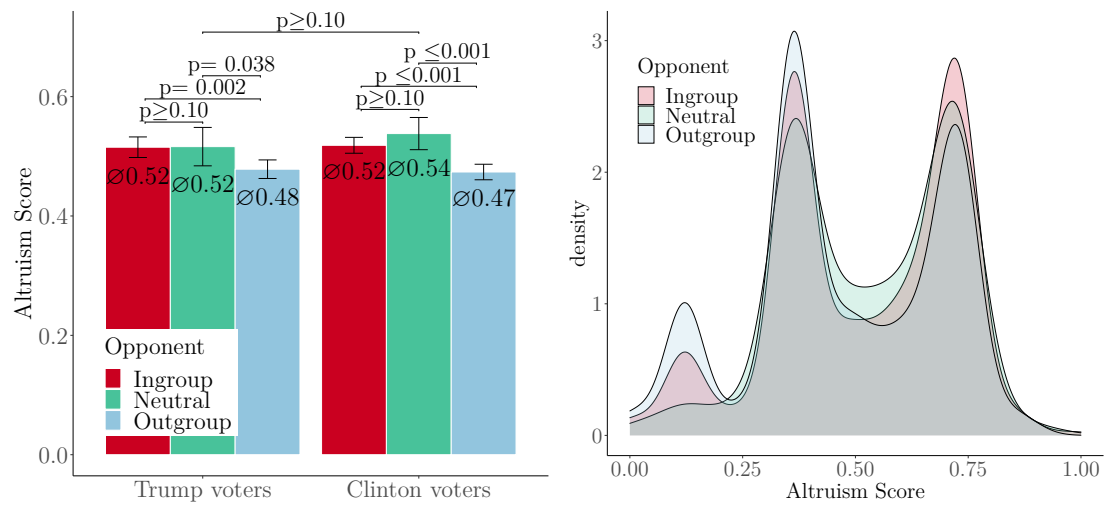 p≥0.10
p ≤0.001
p= 0.038
p ≤0.001
p= 0.002
p≥0.10
p≥0.10
Altruism Score
0.6
0.4
0.2
0.0
∅0.52
∅0.52
∅0.48
∅0.52
∅0.54
∅0.47
Opponent
Ingroup
Neutral
Outgroup
Trump voters
Clinton voters
density
3
2
1
0
Opponent
Ingroup
Neutral
Outgroup
0.00
0.25
0.50
0.75
1.00
Altruism Score